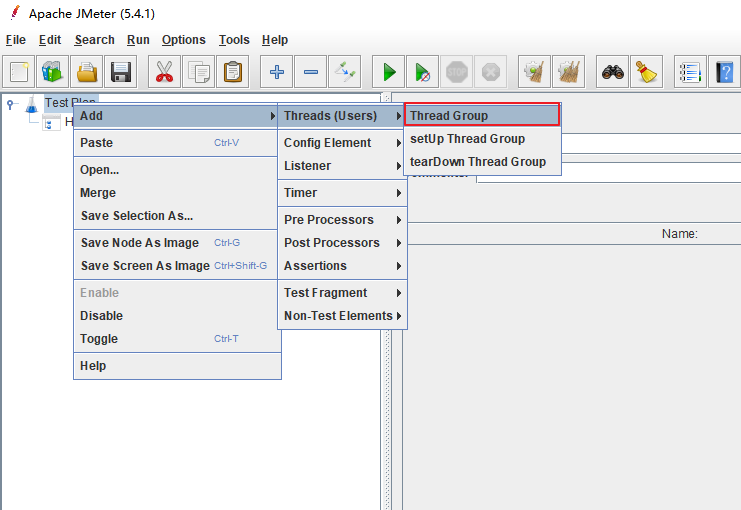 Apache JMeter (5.4.1)
File Edit Search Run Options Tools Help
Test Plan
H
Add
Paste Ctrl-V
Open...
Merge
Save Selection As...
Save Node As Image Ctrl-G
Save Screen As Image Ctrl+Shift-G
Enable
Disable
Toggle Ctrl-T
Help
Threads (Users)
Config Element
Listener
Timer
Pre Processors
Post Processors
Assertions
Test Fragment
Non-Test Elements
Thread Group
setUp Thread Group
tearDown Thread Group
Name: